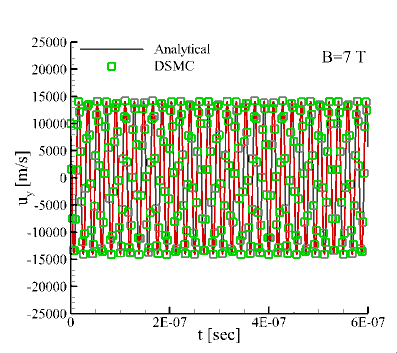 Analytical
DSMC
B=7 T
25000
20000
15000
10000
5000
0
-5000
-10000
-15000
-20000
-25000
u_y [m/s]
0
2E-07
4E-07
6E-07
t [sec]